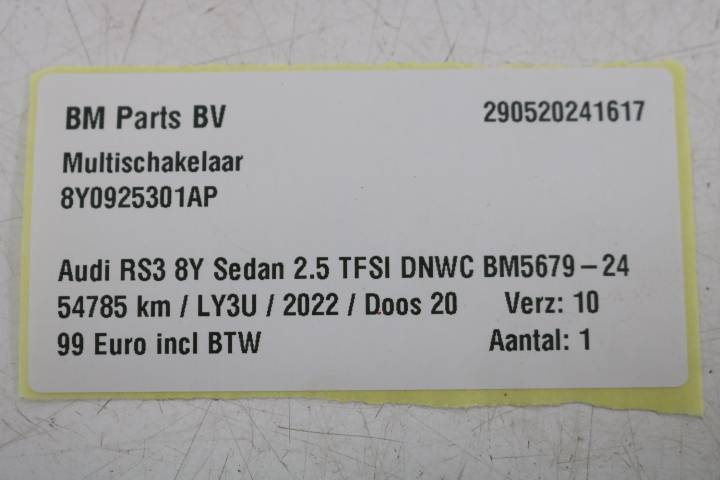 BM Parts BV 290520241617
Multischakelaar
8Y0925301AP
Audi RS3 8Y Sedan 2.5 TFSI DNWC BM5679-24
54785 km / LY3U / 2022 / Doos 20 Verz: 10
99 Euro incl BTW Aantal: 1